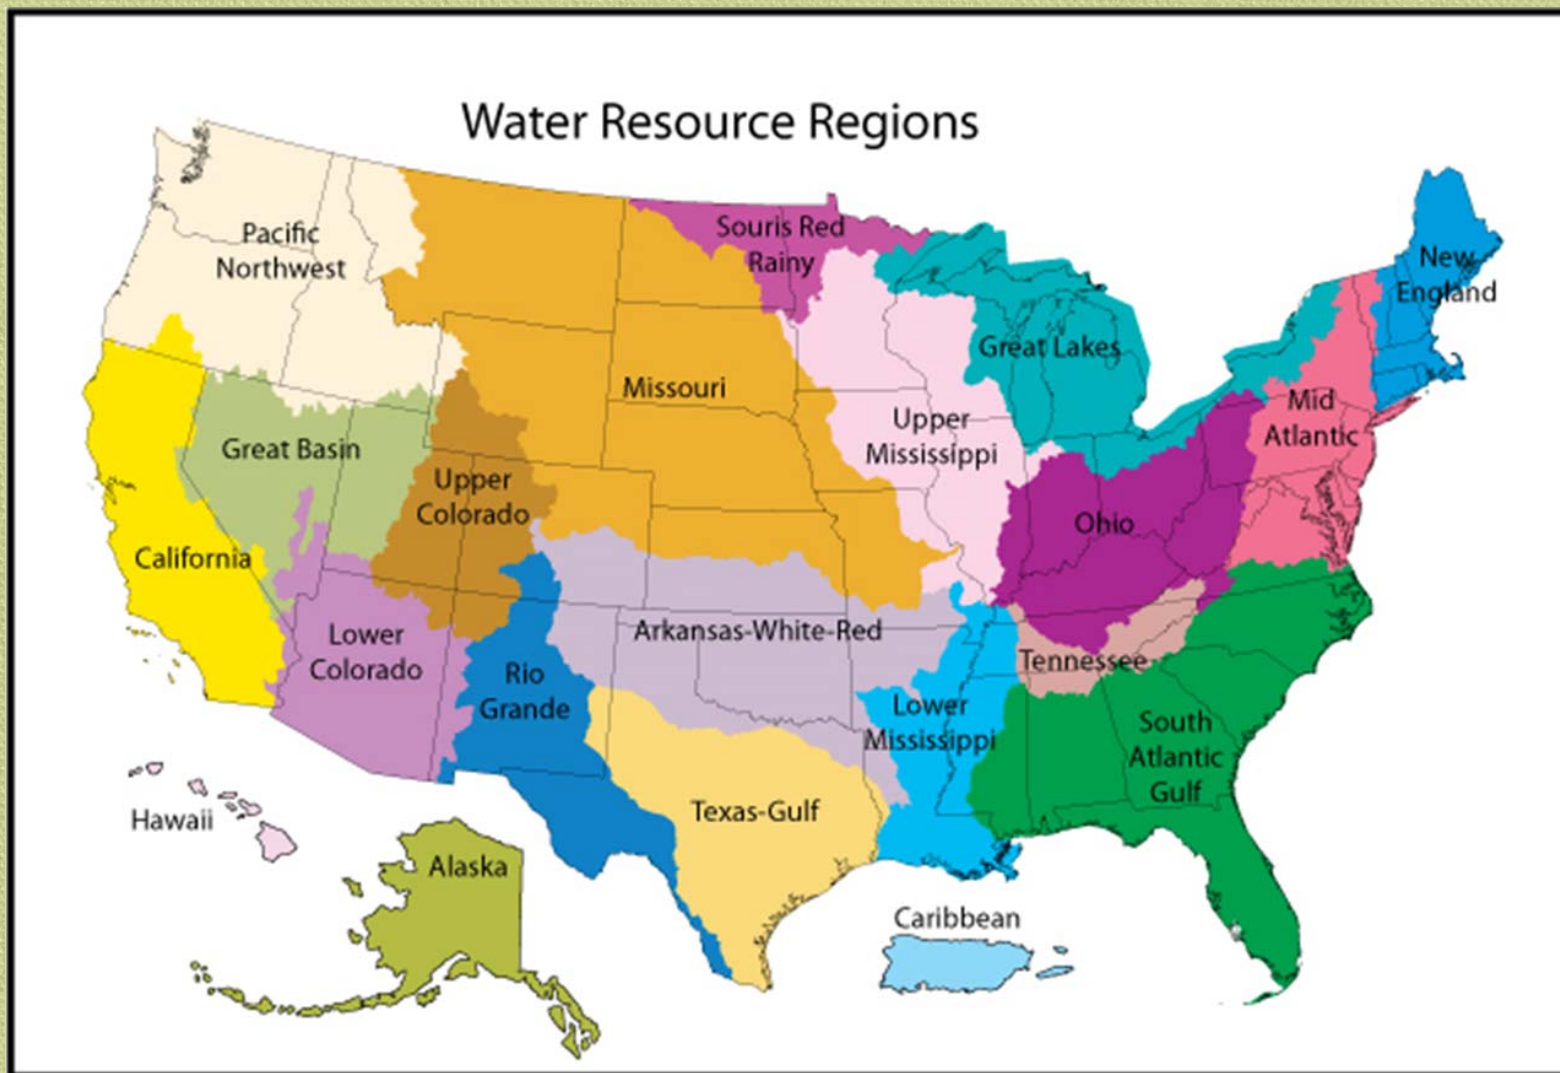 Water Resource Regions
Pacific
Northwest
Souris Red
Rainy
New
England
Great Lakes
Missouri
Mid
Atlantic
Upper
Mississippi
Great Basin
Upper
Colorado
Ohio
California
Lower
Colorado
Arkansas-White-Red
Tennessee
Rio
Grande
Lower
Mississippi
South
Atlantic
Gulf
Texas-Gulf
Hawaii
Alaska
Caribbean